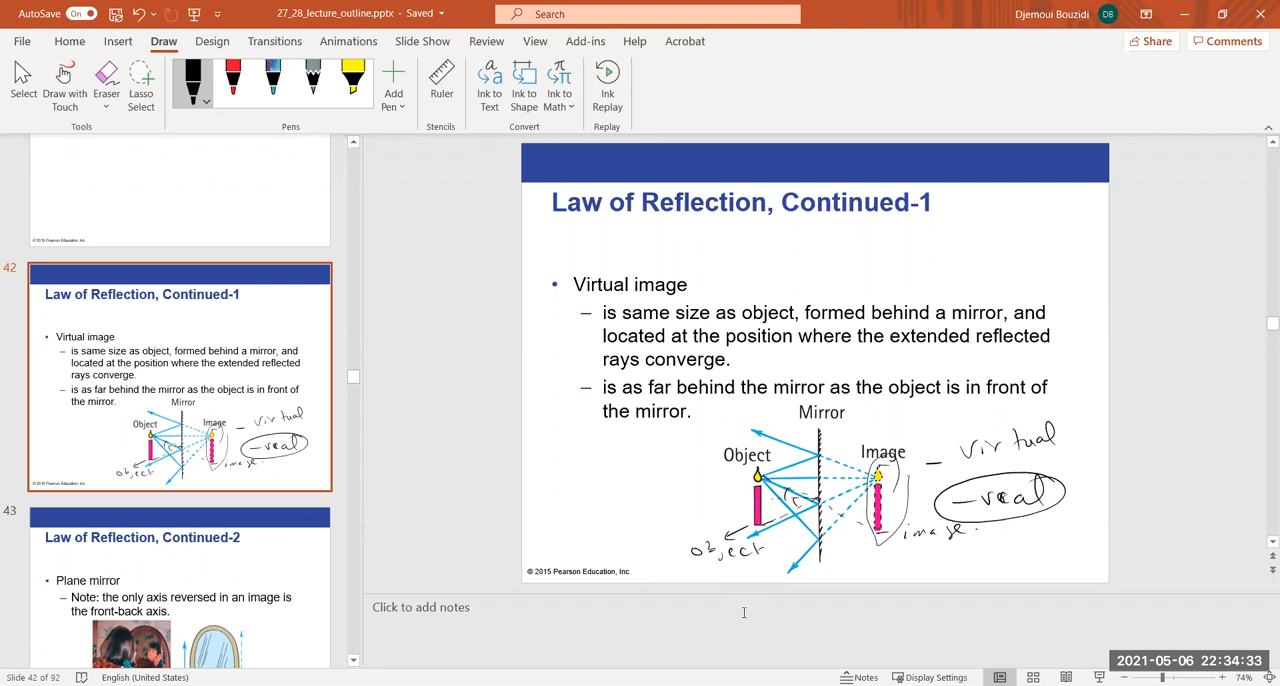 AutoSave On 27_28_lecture_outline.pptx - Saved Search Djemoui Bouzidi DB
File Home Insert Draw Design Transitions Animations Slide Show Review View Add-ins Help Acrobat Share Comments
Select Draw with Touch Eraser Lasso Select Add Pen Ruler Ink to Text Ink to Shape Ink to Math Ink Replay
Tools Pens Stencils Convert Replay
© 2015 Pearson Education, Inc.
42
Law of Reflection, Continued-1
• Virtual image
– is same size as object, formed behind a mirror, and
located at the position where the extended reflected
rays converge.
– is as far behind the mirror as the object is in front of
the mirror.
Mirror
Object
Image
– virtual
– real
object
– image.
43
Law of Reflection, Continued-2
• Plane mirror
– Note: the only axis reversed in an image is
the front-back axis.
Law of Reflection, Continued-1
• Virtual image
– is same size as object, formed behind a mirror, and
located at the position where the extended reflected
rays converge.
– is as far behind the mirror as the object is in front of
the mirror.
Mirror
Object
Image
– virtual
– real
– image.
object
© 2015 Pearson Education, Inc.
Click to add notes
2021-05-06 22:34:33
Slide 42 of 92 English (United States) Notes Display Settings 74%